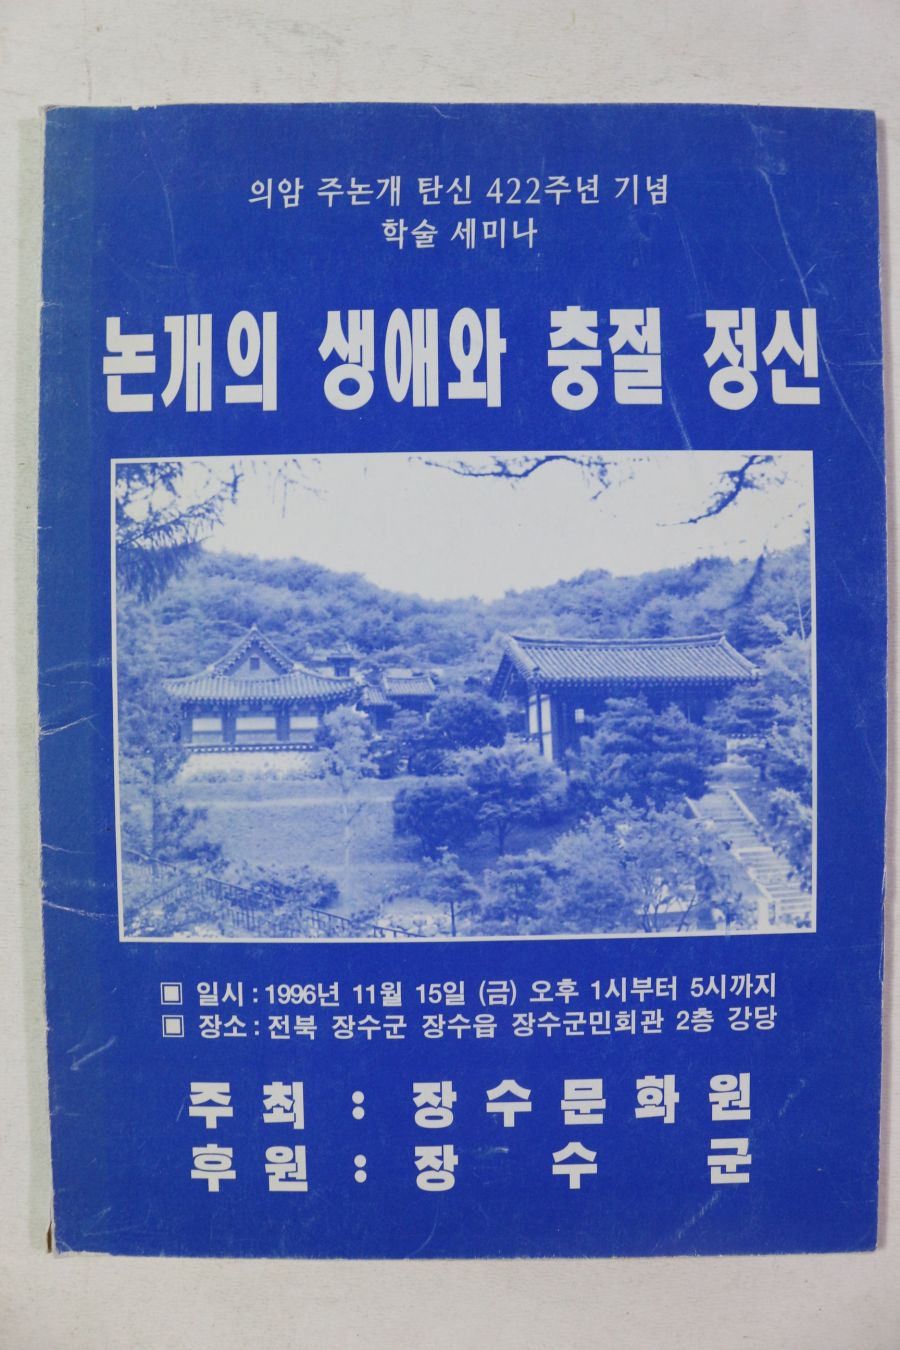 의암 주논개 탄신 422주년 기념
학술 세미나
논개의 생애와 충절 정신
▣ 일시 : 1996년 11월 15일 (금) 오후 1시부터 5시까지
▣ 장소 : 전북 장수군 장수읍 장수군민회관 2층 강당
주 최 : 장 수 문 화 원
후 원 : 장 수 군